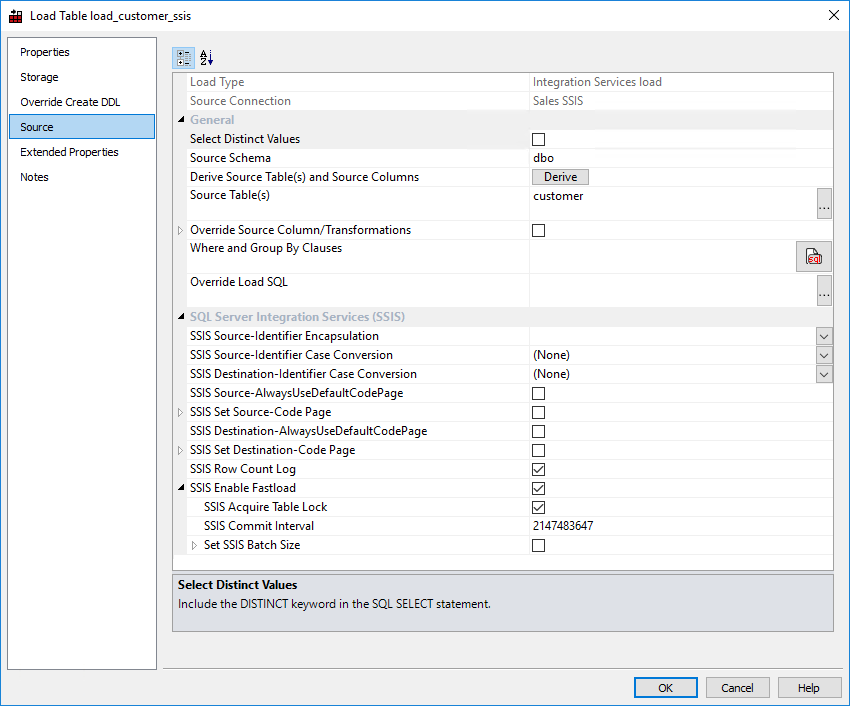 Load Table load_customer_ssis
Properties
Storage
Override Create DDL
Source
Extended Properties
Notes
Load Type Integration Services load
Source Connection Sales SSIS
General
Select Distinct Values
Source Schema dbo
Derive Source Table(s) and Source Columns Derive
Source Table(s) customer
...
Override Source Column/Transformations
Where and Group By Clauses
Override Load SQL
...
SQL Server Integration Services (SSIS)
SSIS Source-Identifier Encapsulation
SSIS Source-Identifier Case Conversion (None)
SSIS Destination-Identifier Case Conversion (None)
SSIS Source-AlwaysUseDefaultCodePage
SSIS Set Source-Code Page
SSIS Destination-AlwaysUseDefaultCodePage
SSIS Set Destination-Code Page
SSIS Row Count Log
SSIS Enable Fastload
SSIS Acquire Table Lock
SSIS Commit Interval 2147483647
Set SSIS Batch Size
Select Distinct Values
Include the DISTINCT keyword in the SQL SELECT statement.
OK Cancel Help